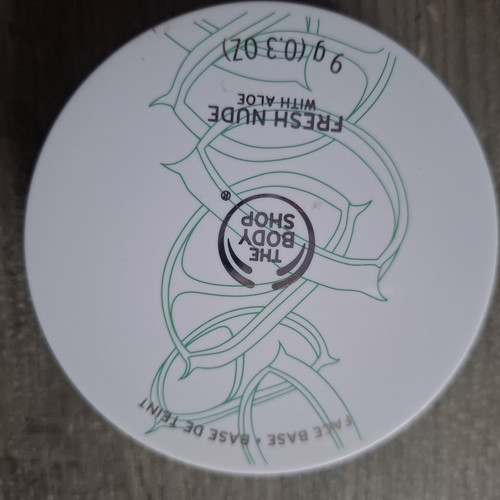 FACE BASE • BASE DE TEINT
THE
BODY
SHOP
®
FRESH NUDE
WITH ALOE
9 g (0.3 OZ)